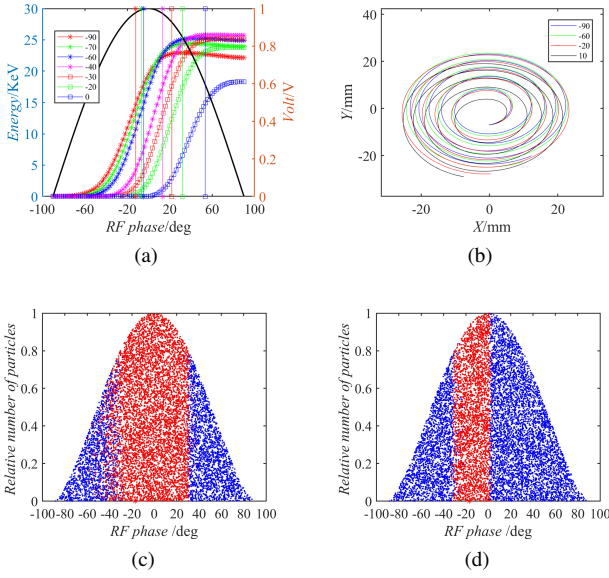 30
25
20
15
10
5
0
Energy/KeV
-90
-70
-60
-40
-30
-20
0
1
0.8
0.6
0.4
0.2
0
Volt/V
-100 -60 -20 20 60 100
RF phase/deg
(a)
20
0
-20
Y/mm
-90
-60
-20
10
-20 0 20
X/mm
(b)
1
0.8
0.6
0.4
0.2
0
Relative number of particles
-100 -80 -60 -40 -20 0 20 40 60 80 100
RF phase /deg
(c)
1
0.8
0.6
0.4
0.2
0
Relative number of particles
-100 -80 -60 -40 -20 0 20 40 60 80 100
RF phase /deg
(d)